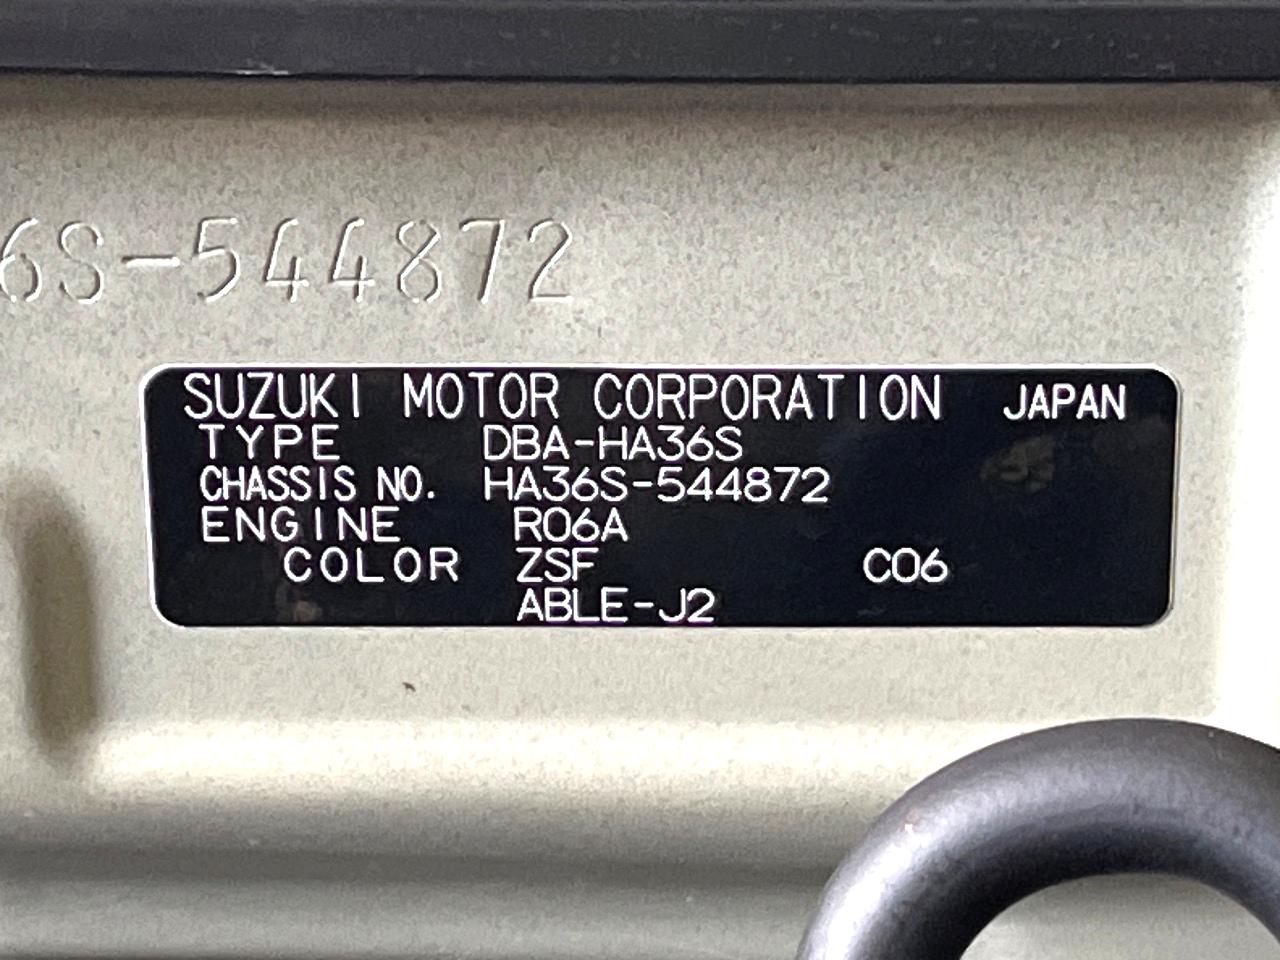 6S-544872
SUZUKI MOTOR CORPORATION JAPAN
TYPE DBA-HA36S
CHASSIS NO. HA36S-544872
ENGINE R06A
COLOR ZSF C06
ABLE-J2